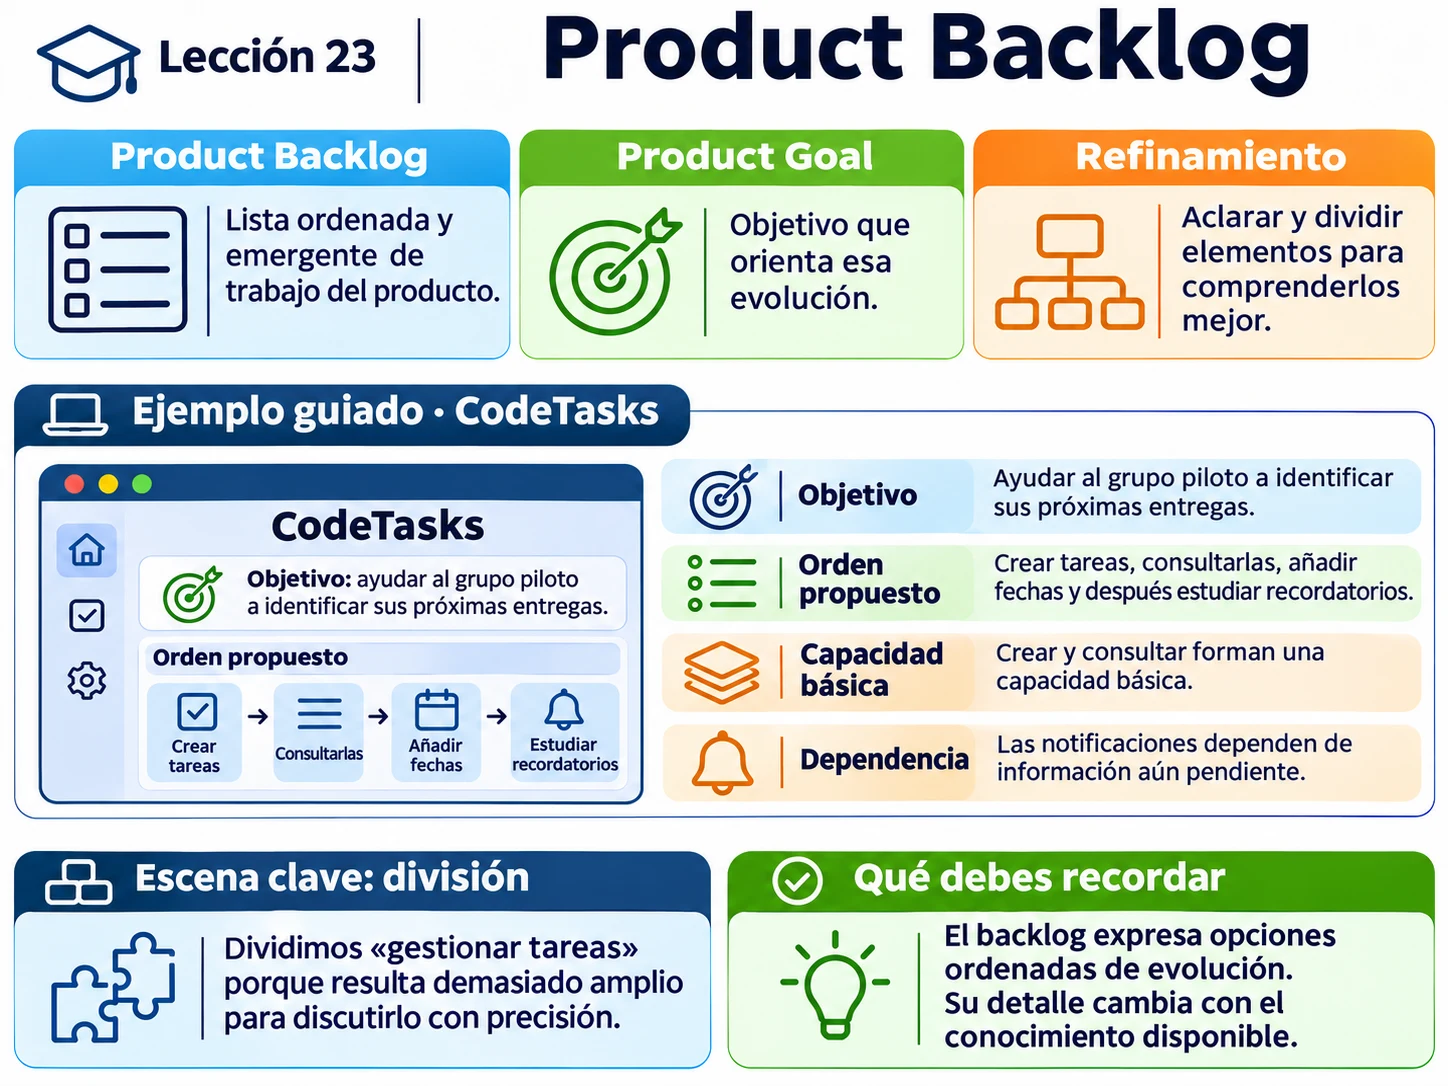 Lección 23
Product Backlog
Product Backlog
Lista ordenada y
emergente de
trabajo del producto.
Product Goal
Objetivo que
orienta esa
evolución.
Refinamiento
Aclarar y dividir
elementos para
comprenderlos
mejor.
Ejemplo guiado · CodeTasks
CodeTasks
Objetivo: ayudar al grupo piloto
a identificar sus próximas entregas.
Orden propuesto
Crear
tareas
Consultarlas
Añadir
fechas
Estudiar
recordatorios
Objetivo
Ayudar al grupo piloto a identificar
sus próximas entregas.
Orden
propuesto
Crear tareas, consultarlas, añadir
fechas y después estudiar recordatorios.
Capacidad
básica
Crear y consultar forman una
capacidad básica.
Dependencia
Las notificaciones dependen de
información aún pendiente.
Escena clave: división
Dividimos «gestionar tareas»
porque resulta demasiado amplio
para discutirlo con precisión.
Qué debes recordar
El backlog expresa opciones
ordenadas de evolución.
Su detalle cambia con el
conocimiento disponible.